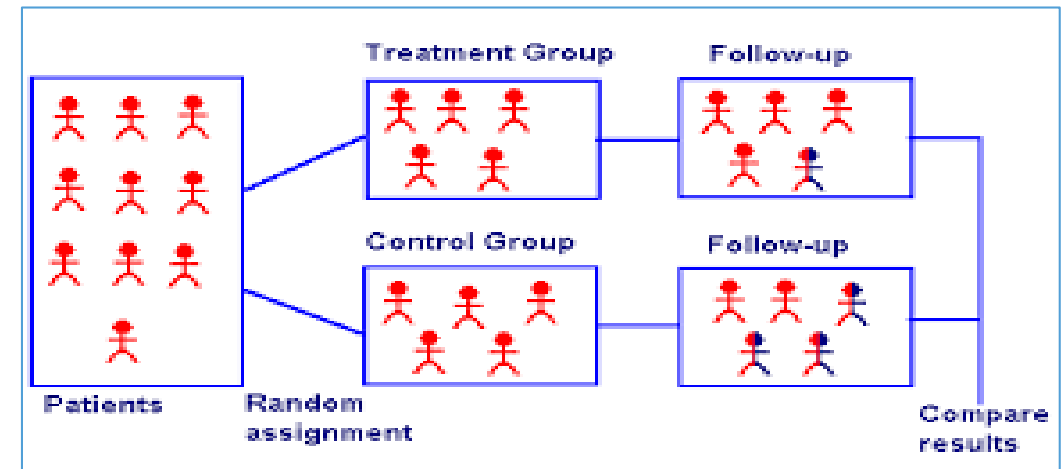 Treatment Group
Follow-up
Control Group
Follow-up
Patients
Random
assignment
Compare
results